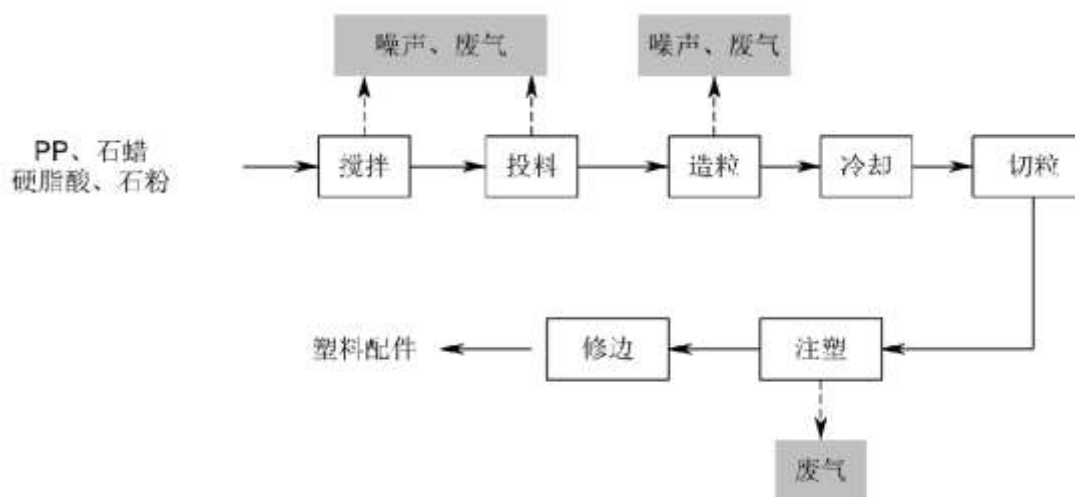 噪声、废气
噪声、废气
PP、石蜡
硬脂酸、石粉
搅拌
投料
造粒
冷却
切粒
塑料配件
修边
注塑
废气